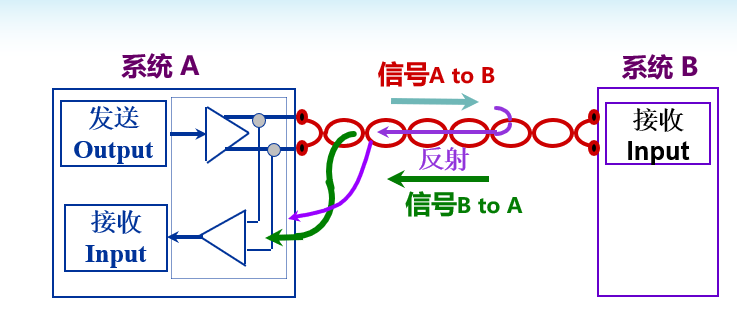 系统 A
信号A to B
系统 B
发送
Output
接收
Input
反射
信号B to A
接收
Input